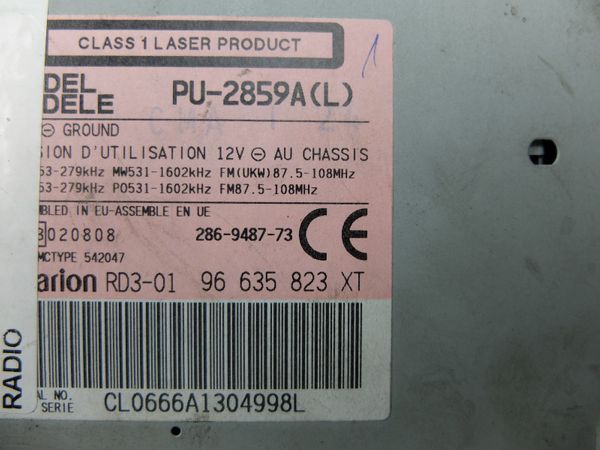 CLASS 1 LASER PRODUCT
1
DEL
DELE
PU-2859A(L)
⊖ GROUND
SION D'UTILISATION 12V ⊖ AU CHASSIS
53-279kHz MW531-1602kHz FM(UKW)87.5-108MHz
53-279kHz PO531-1602kHz FM87.5-108MHz
MBLED IN EU-ASSEMBLE EN UE
020808 286-9487-73 CE
MCTYPE 542047
arion RD3-01 96 635 823 XT
AL NO.
SERIE
CL0666A1304998L
RADIO